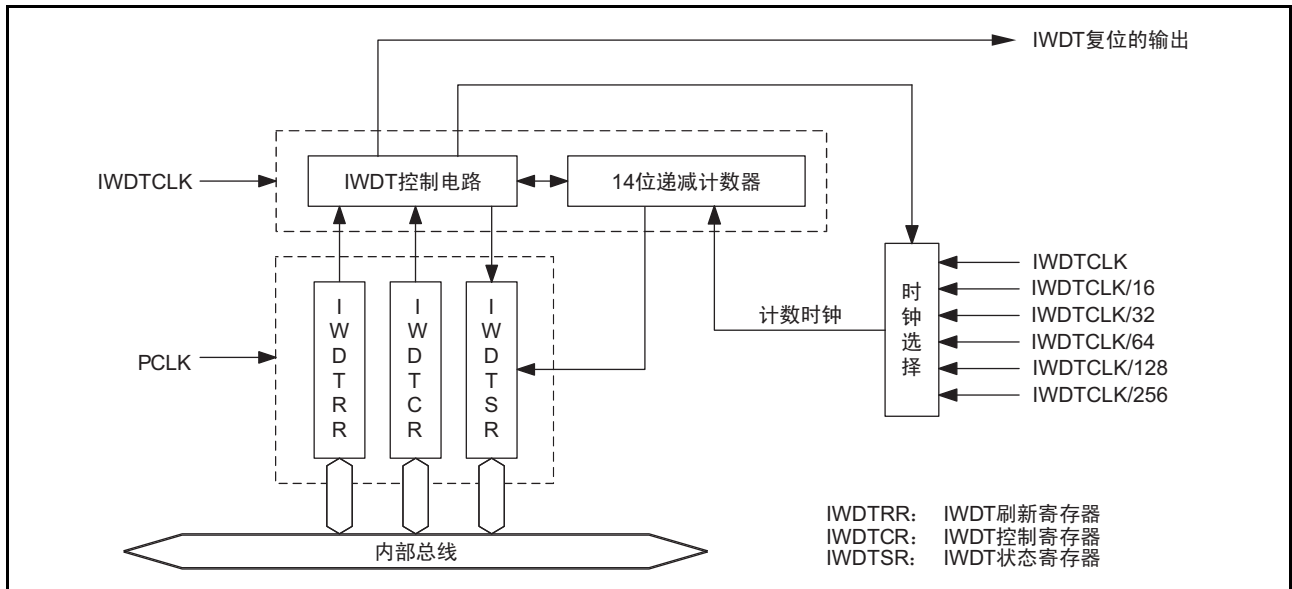 IWDT复位的输出
IWDTCLK
IWDT控制电路
14位递减计数器
PCLK
IWDTRR
IWDTCR
IWDTSR
计数时钟
时钟选择
IWDTCLK
IWDTCLK/16
IWDTCLK/32
IWDTCLK/64
IWDTCLK/128
IWDTCLK/256
内部总线
IWDTRR： IWDT刷新寄存器
IWDTCR： IWDT控制寄存器
IWDTSR： IWDT状态寄存器